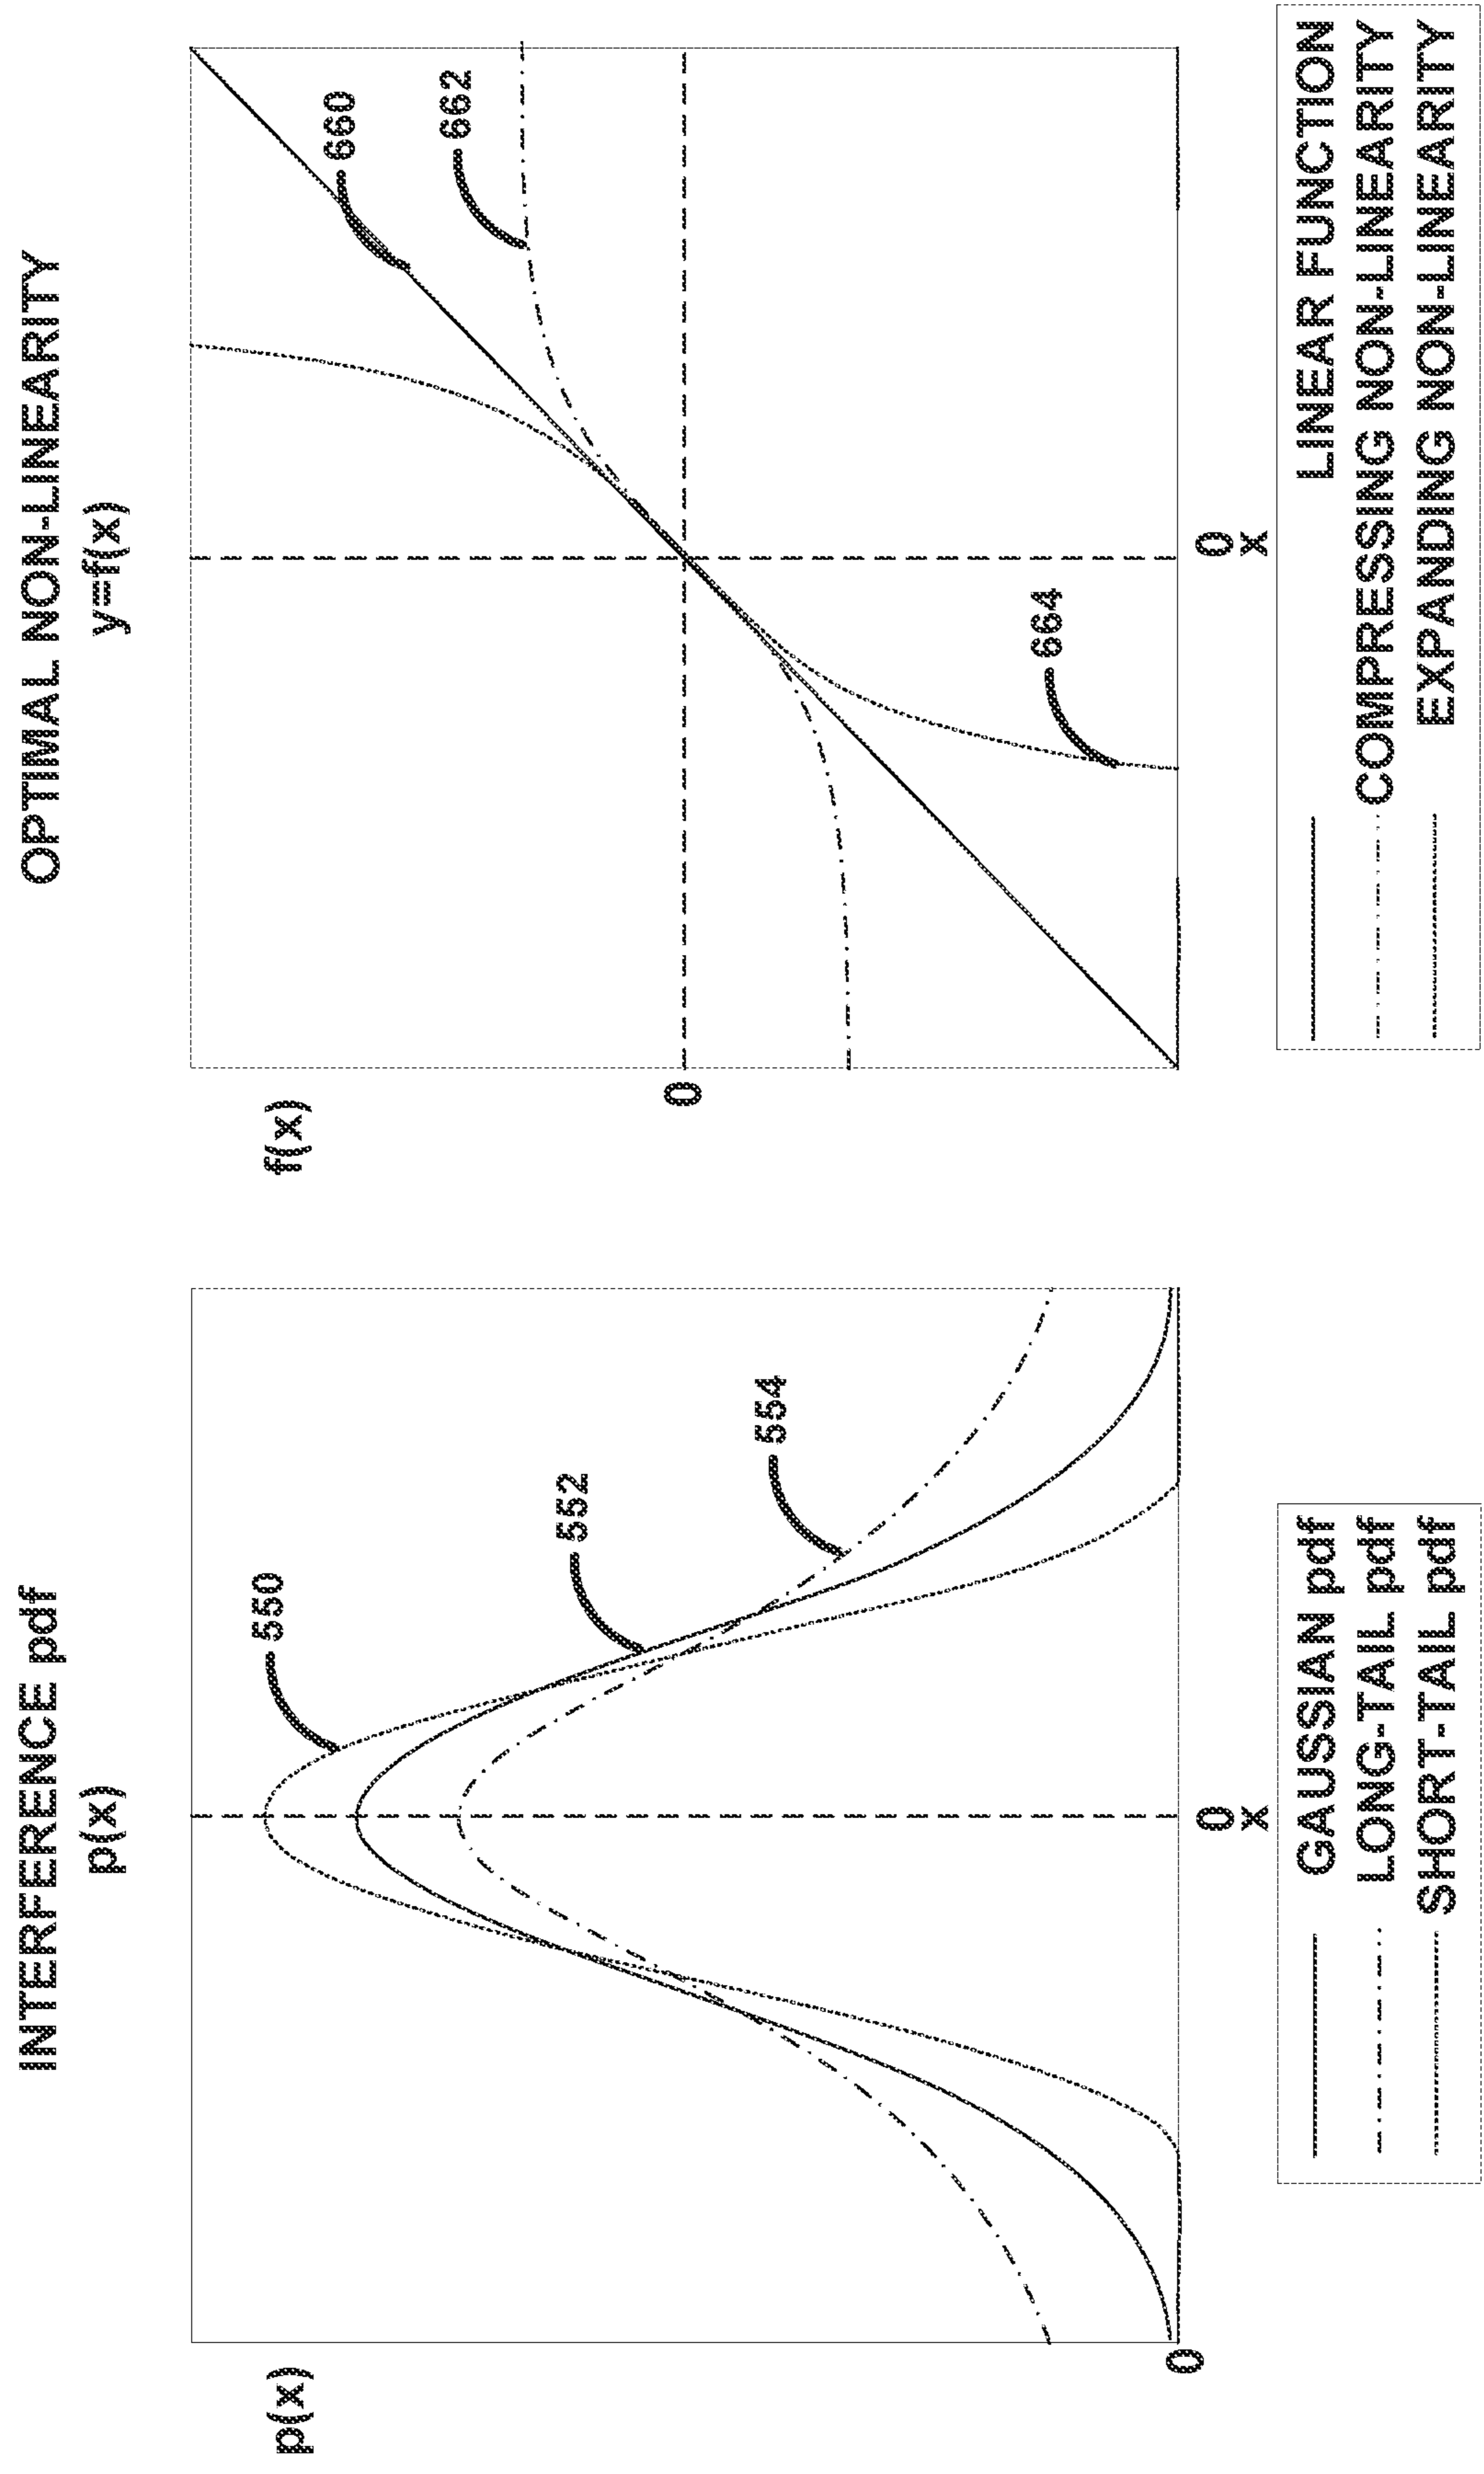 INTERFERENCE pdf
p(x)
p(x)
550
552
554
0
0
x
GAUSSIAN pdf
LONG-TAIL pdf
SHORT-TAIL pdf
OPTIMAL NON-LINEARITY
y=f(x)
f(x)
660
662
0
664
0
x
LINEAR FUNCTION
COMPRESSING NON-LINEARITY
EXPANDING NON-LINEARITY